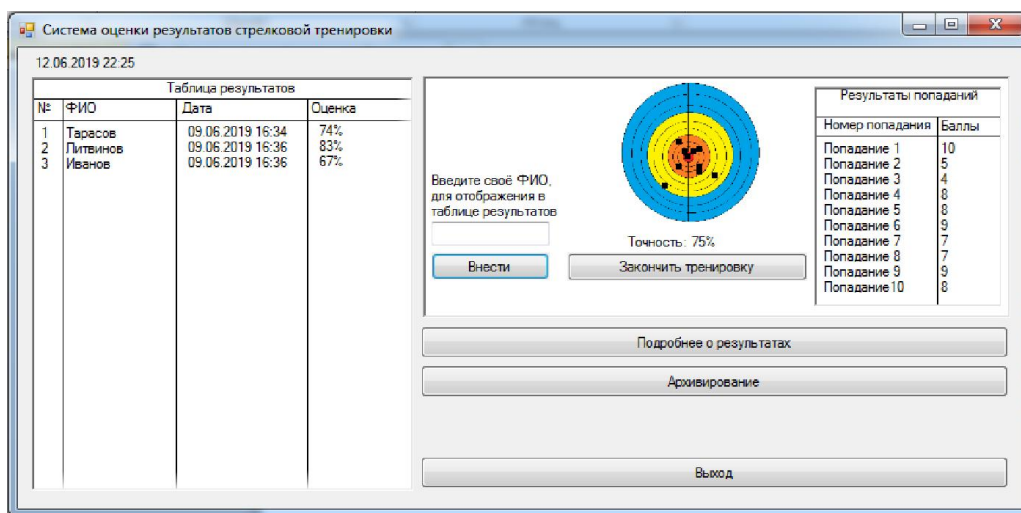 Система оценки результатов стрелковой тренировки
12.06.2019 22:25
Таблица результатов
№ ФИО Дата Оценка
1 Тарасов 09.06.2019 16:34 74%
2 Литвинов 09.06.2019 16:36 83%
3 Иванов 09.06.2019 16:36 67%
Введите своё ФИО,
для отображения в
таблице результатов
Внести
Точность: 75%
Закончить тренировку
Результаты попаданий
Номер попадания Баллы
Попадание 1 10
Попадание 2 5
Попадание 3 4
Попадание 4 8
Попадание 5 8
Попадание 6 9
Попадание 7 7
Попадание 8 7
Попадание 9 9
Попадание10 8
Подробнее о результатах
Архивирование
Выход